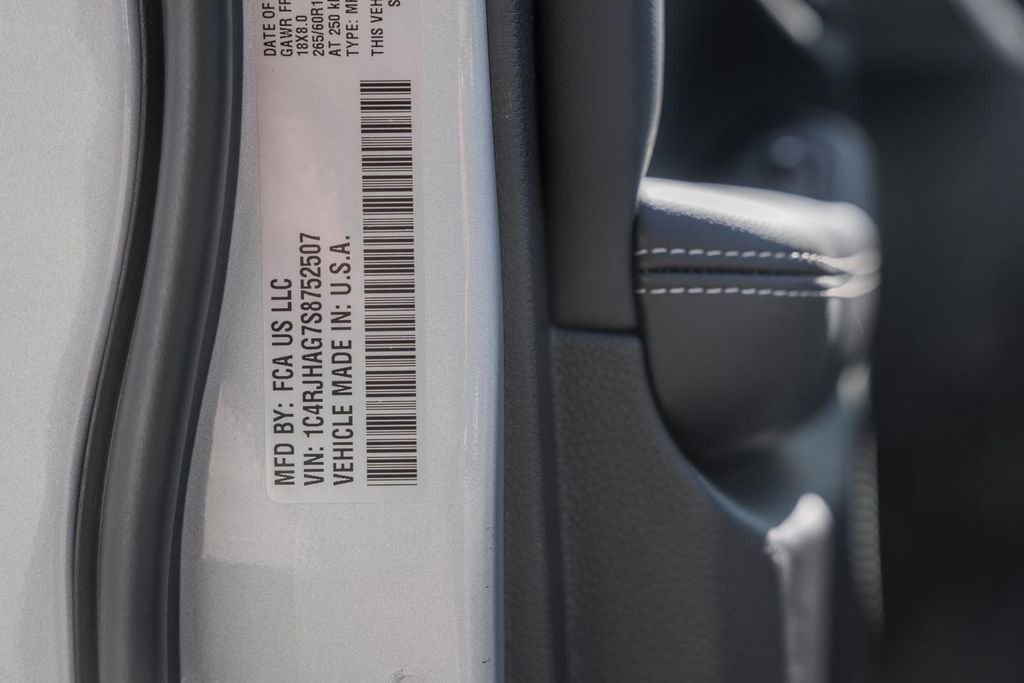 DATE OF
GAWR FR
18X8.0
265/60R1
AT 250 k
TYPE: M
THIS VEH
MFD BY: FCA US LLC
VIN: 1C4RJHAG7S8752507
VEHICLE MADE IN: U.S.A.